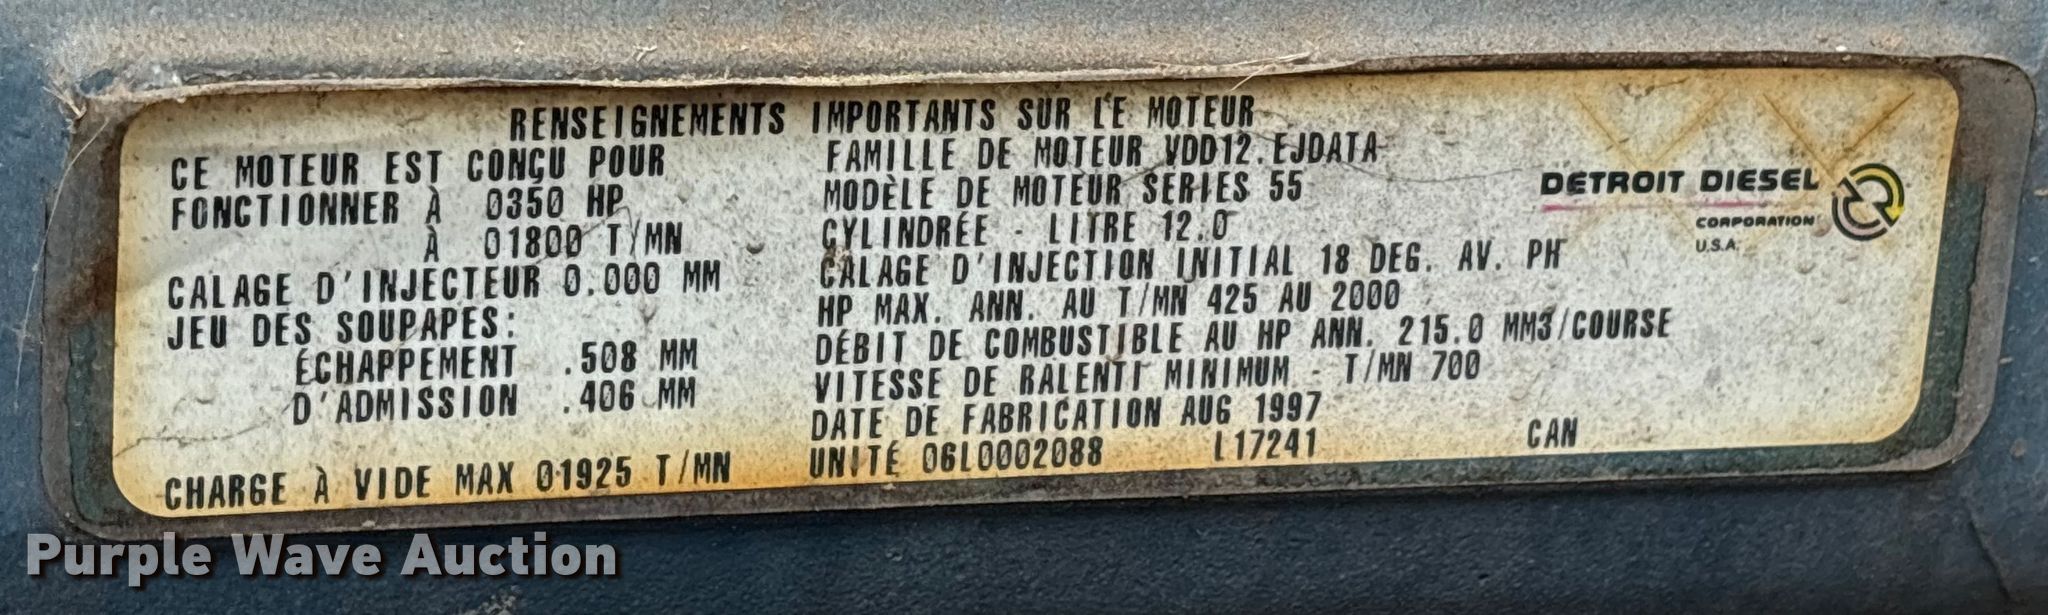 RENSEIGNEMENTS IMPORTANTS SUR LE MOTEUR
CE MOTEUR EST CONÇU POUR
FONCTIONNER À 0350 HP
À 01800 T/MN
CALAGE D'INJECTEUR 0.000 MM
JEU DES SOUPAPES:
ÉCHAPPEMENT .508 MM
D'ADMISSION .406 MM
CHARGE À VIDE MAX 01925 T/MN
FAMILLE DE MOTEUR VDD12.EJDATA
MODÈLE DE MOTEUR SERIES 55
CYLINDRÉE - LITRE 12.0
CALAGE D'INJECTION INITIAL 18 DEG. AV. PH
HP MAX. ANN. AU T/MN 425 AU 2000
DÉBIT DE COMBUSTIBLE AU HP ANN. 215.0 MM3/COURSE
VITESSE DE RALENTI MINIMUM - T/MN 700
DATE DE FABRICATION AUG 1997
UNITÉ 06L0002088 L17241 CAN
DETROIT DIESEL
CORPORATION
U.S.A.
Purple Wave Auction